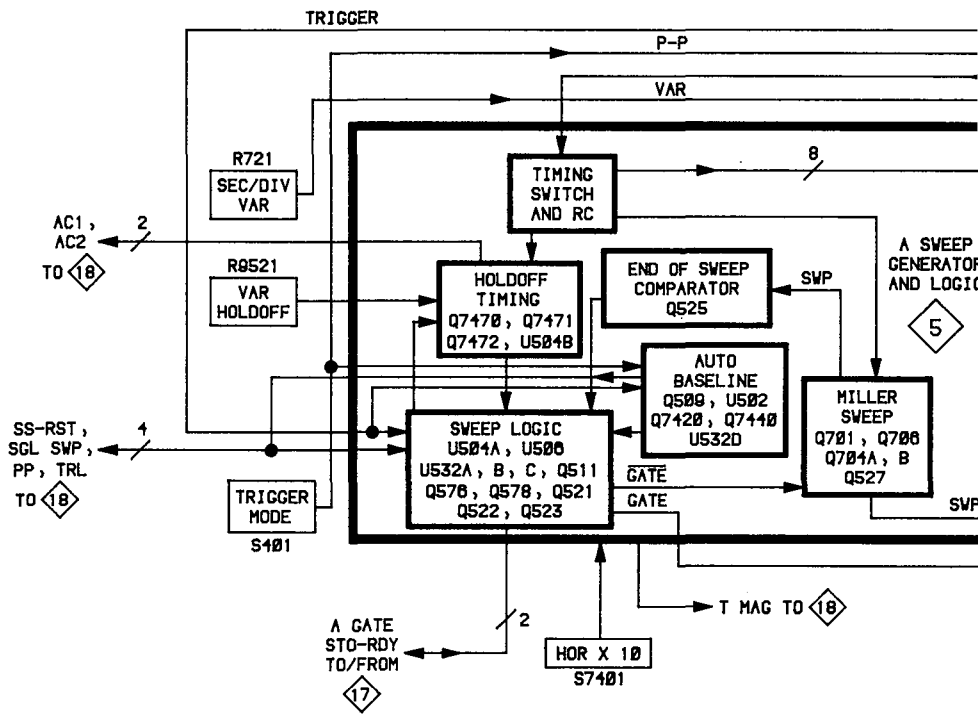 TRIGGER
P-P
VAR
R721
SEC/DIV
VAR
8
TIMING
SWITCH
AND RC
AC1,
AC2
2
TO 18
R9521
VAR
HOLDOFF
HOLDOFF
TIMING
Q7470, Q7471
Q7472, U504B
END OF SWEEP
COMPARATOR
Q525
SWP
A SWEEP
GENERATOR
AND LOGIC
5
AUTO
BASELINE
Q509, U502
Q7420, Q7440
U532D
MILLER
SWEEP
Q701, Q706
Q704A, B
Q527
SS-RST,
SGL SWP,
PP, TRL
4
TO 18
SWEEP LOGIC
U504A, U506
U532A, B, C, Q511
Q576, Q578, Q521
Q522, Q523
GATE
GATE
SWP
TRIGGER
MODE
S401
A GATE
STO-RDY
TO/FROM
17
2
HOR X 10
S7401
T MAG TO 18